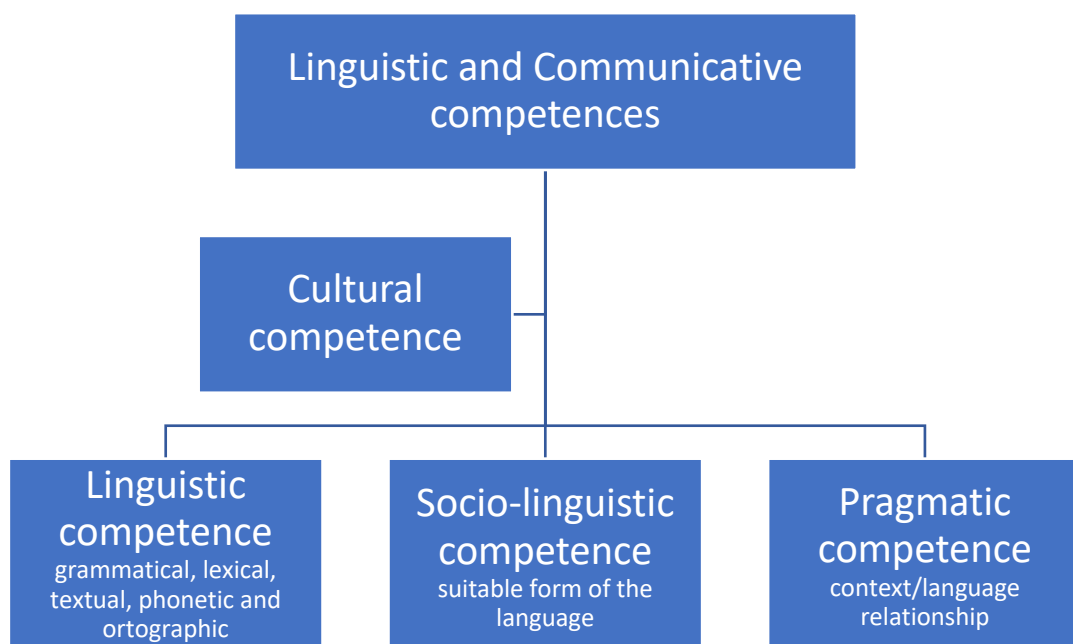 Linguistic and Communicative
competences
Cultural
competence
Linguistic
competence
grammatical, lexical,
textual, phonetic and
ortographic
Socio-linguistic
competence
suitable form of the
language
Pragmatic
competence
context/language
relationship